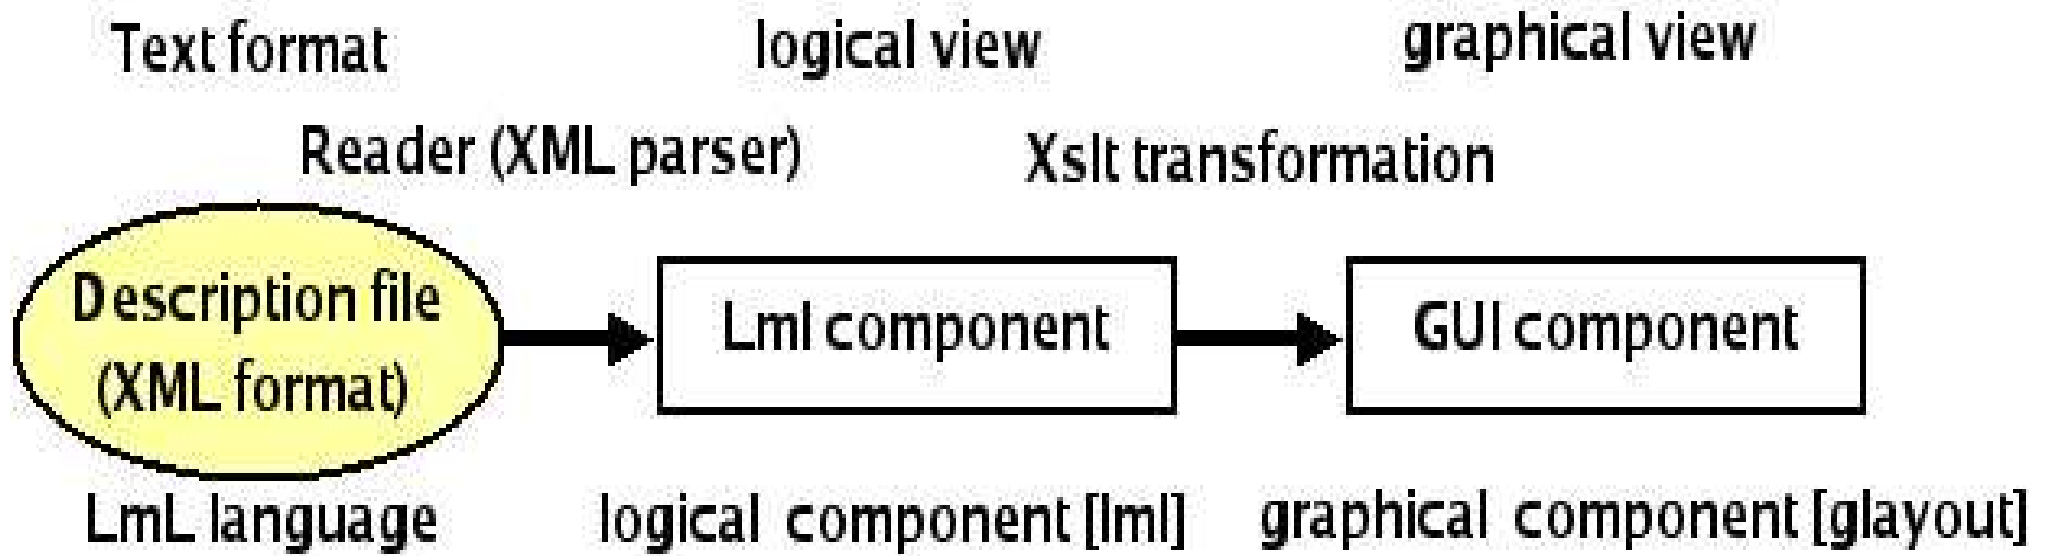 Text format
logical view
graphical view
Reader (XML parser)
Xslt transformation
Description file
(XML format)
Lml component
GUI component
LmL language
logical component [lml]
graphical component [glayout]